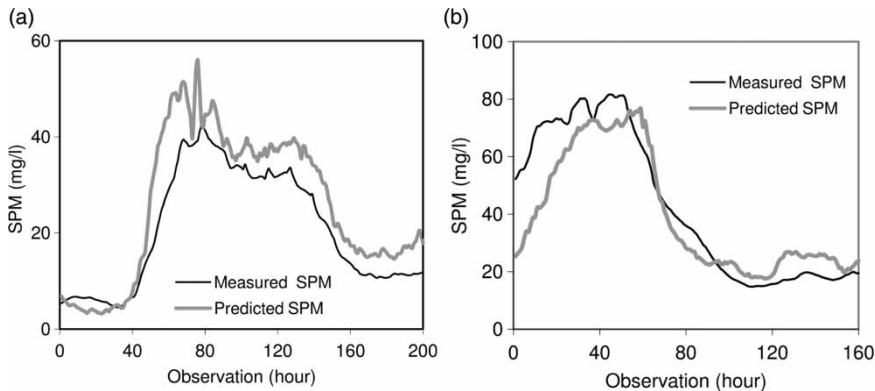 (a)
60
40
20
0
SPM (mg/l)
Measured SPM
Predicted SPM
0 40 80 120 160 200
Observation (hour)
(b)
100
80
60
40
20
0
SPM (mg/l)
Measured SPM
Predicted SPM
0 40 80 120 160
Observation (hour)